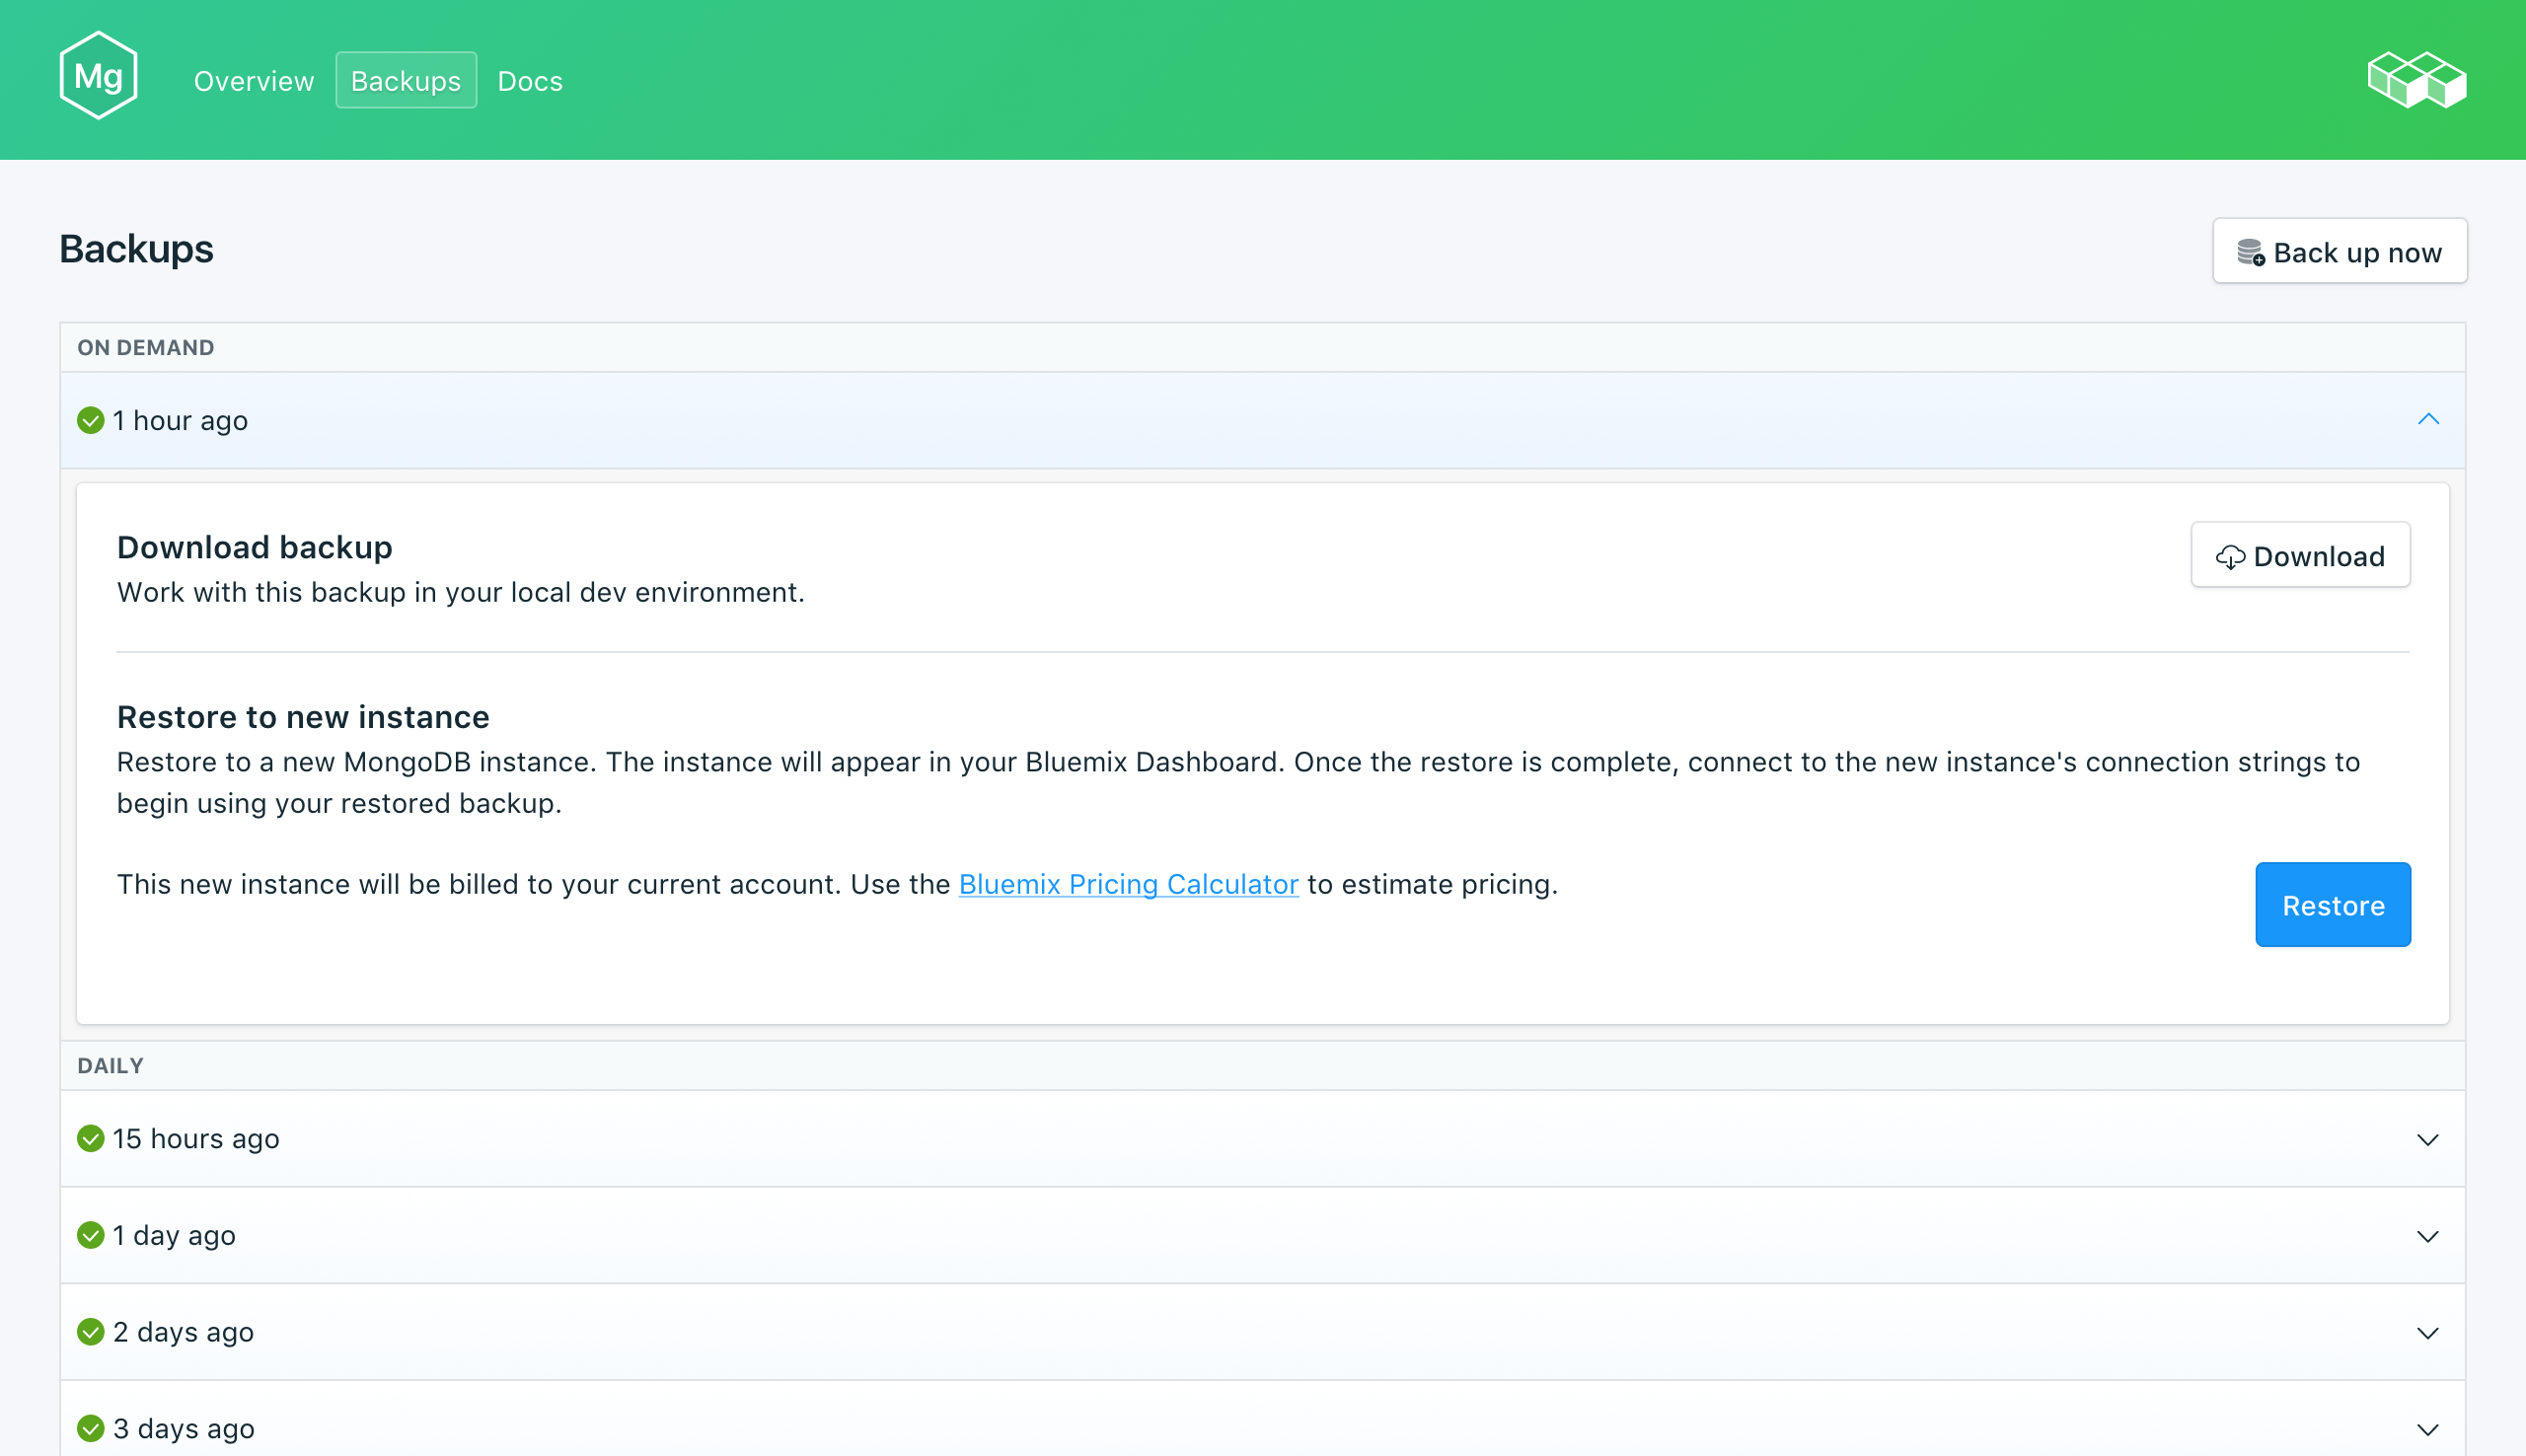 Mg
Overview Backups Docs
Backups
Back up now
ON DEMAND
1 hour ago
Download backup
Download
Work with this backup in your local dev environment.
Restore to new instance
Restore to a new MongoDB instance. The instance will appear in your Bluemix Dashboard. Once the restore is complete, connect to the new instance's connection strings to
begin using your restored backup.
This new instance will be billed to your current account. Use the Bluemix Pricing Calculator to estimate pricing.
Restore
DAILY
15 hours ago
1 day ago
2 days ago
3 days ago